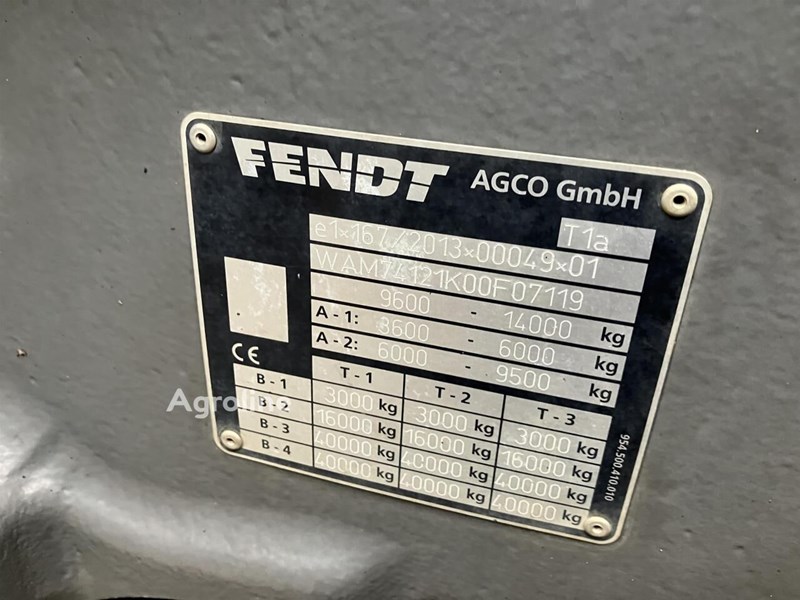 FENDT AGCO GmbH
T1a
e1×167/2013×00049×01
WAM74121K00F07119
9600 - 14000 kg
A - 1: 3600 - 6000 kg
A - 2: 6000 - 9500 kg
CE
T - 1 T - 2 T - 3
B - 1 3000 kg 3000 kg 3000 kg
B - 2 16000 kg 16000 kg 16000 kg
B - 3 40000 kg 40000 kg 40000 kg
B - 4 40000 kg 40000 kg 40000 kg
954.500.410.010
Agroline